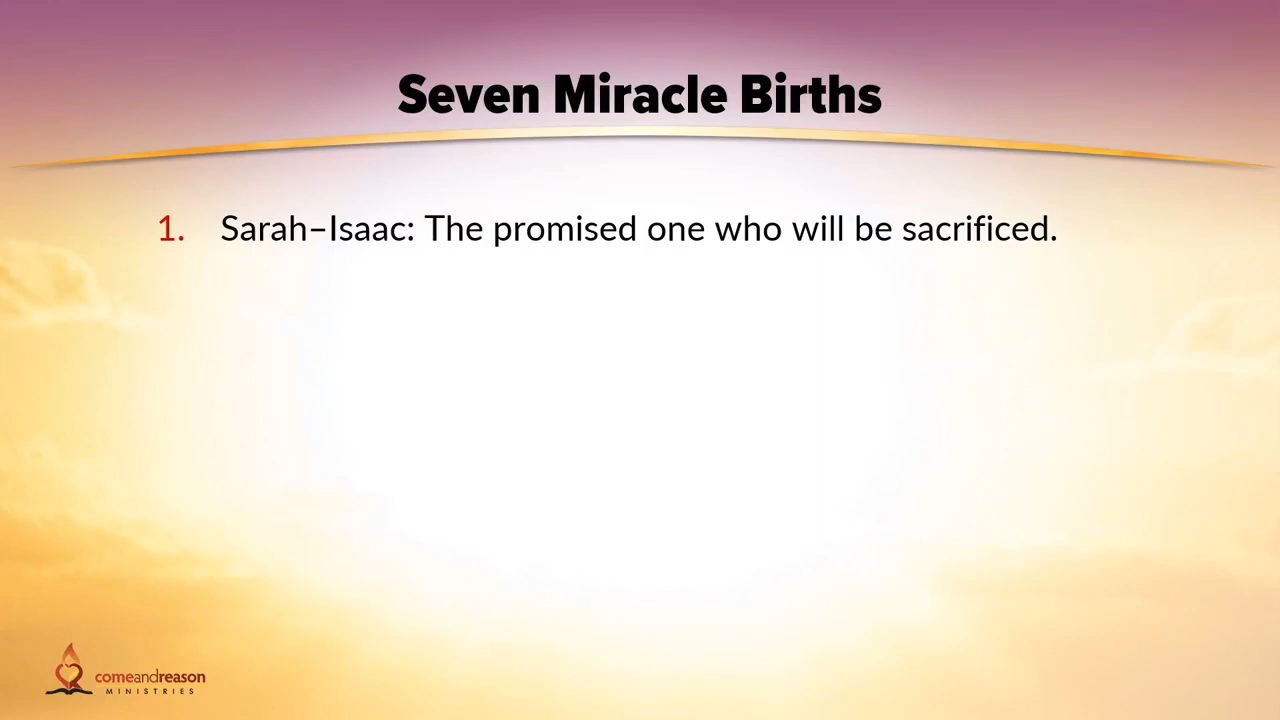 Seven Miracle Births
1. Sarah–Isaac: The promised one who will be sacrificed.
comeandreason
MINISTRIES